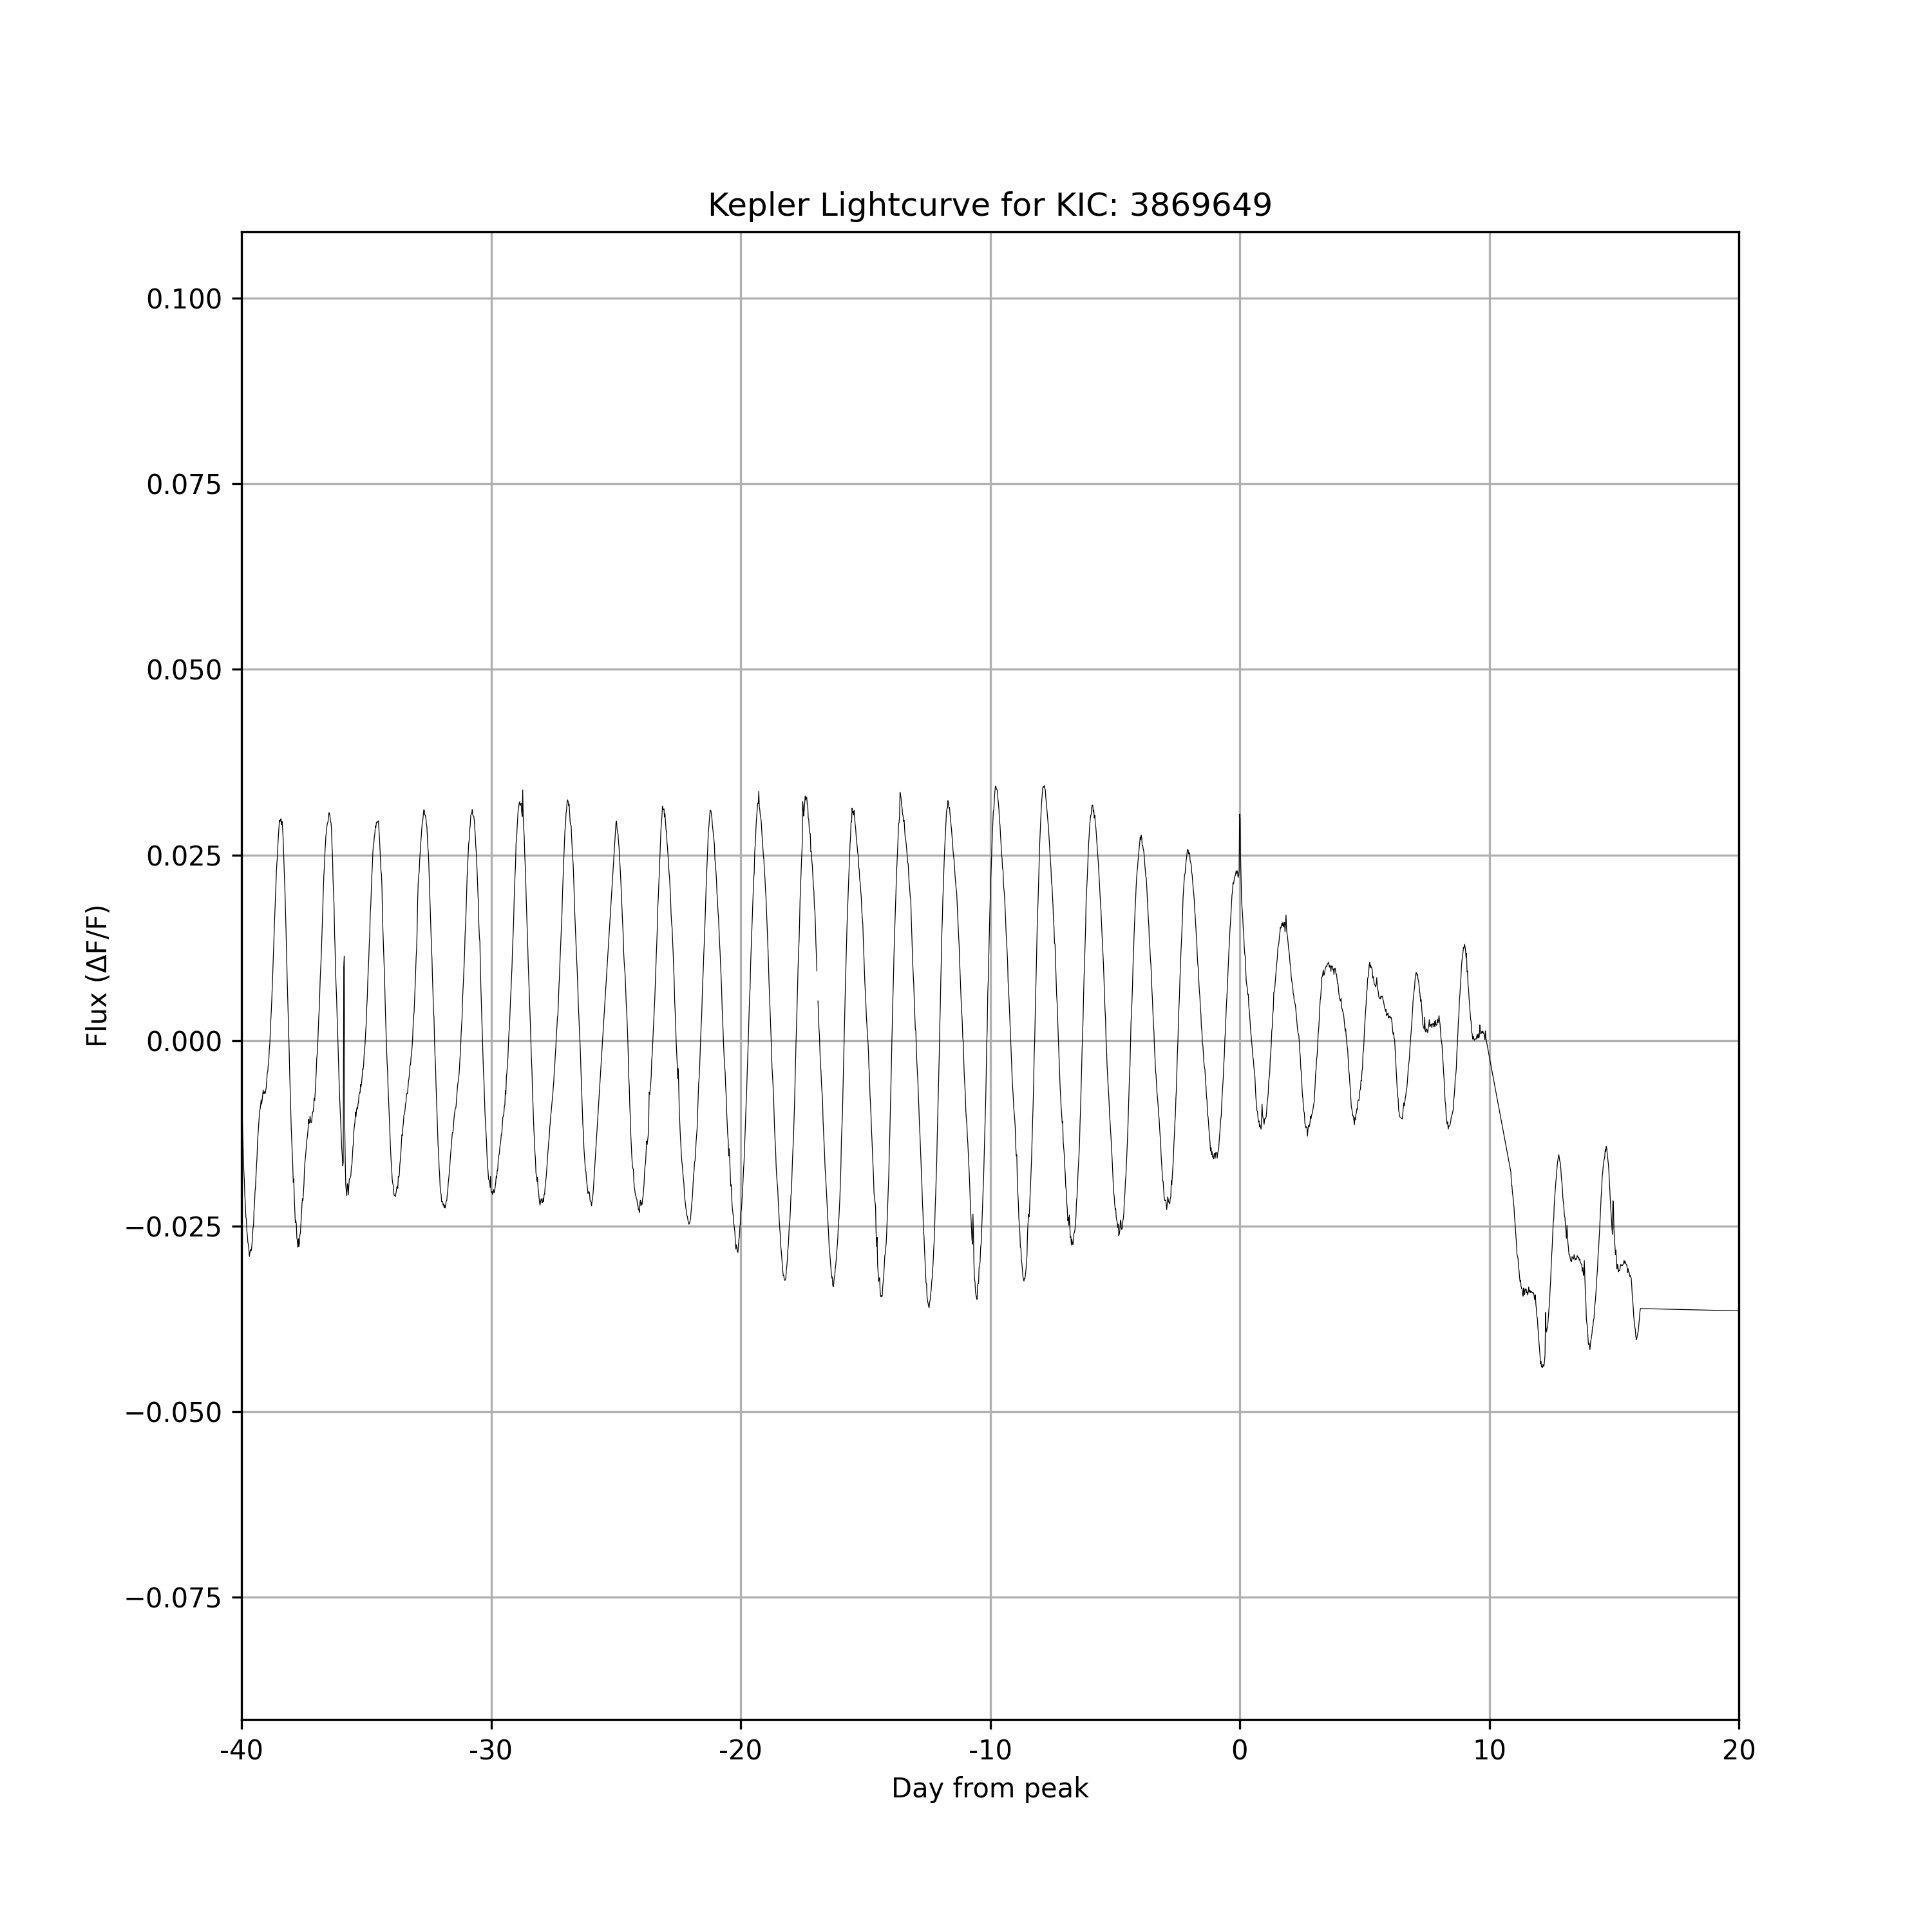 Kepler Lightcurve for KIC: 3869649
0.100
0.075
0.050
0.025
0.000
−0.025
−0.050
−0.075
Flux (ΔF/F)
-40 -30 -20 -10 0 10 20
Day from peak